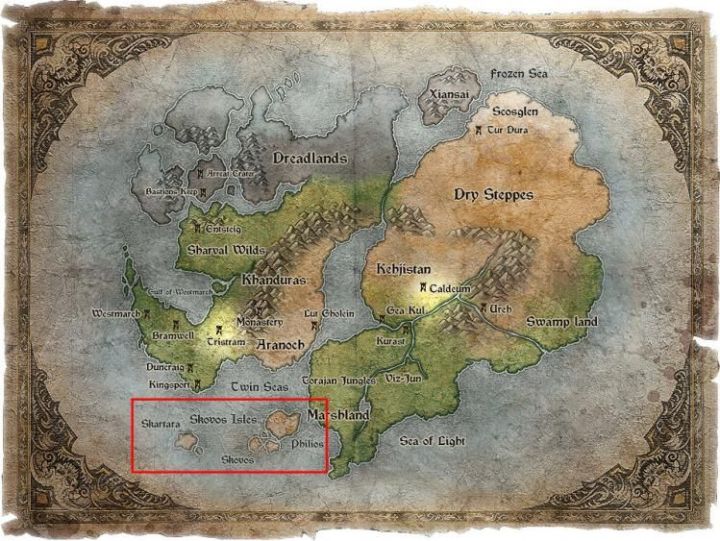 Frozen Sea
Xiansai
Scosglen
Tur Dura
Dreadlands
Arreat Crater
Bastions Keep
Dry Steppes
Entsteig
Sharval Wilds
Kehjistan
Khanduras
Caldeum
Gulf of Westmarch
Westmarch
Gea Kul
Ureh
Lut Gholein
Monastery
Bramwell
Tristram
Swamp land
Kurast
Aranoch
Duncraig
Kingsport
Torajan Jungles
Viz-Jun
Twin Seas
Marshland
Skartara
Skovos Isles
Philios
Sea of Light
Skovos